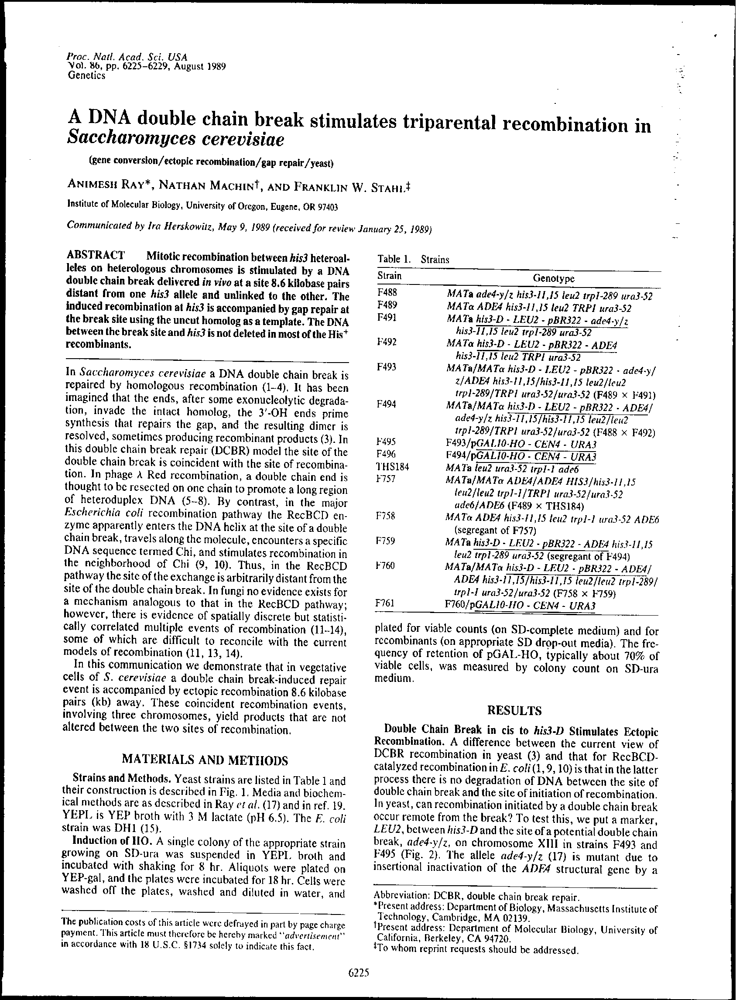 Proc. Natl. Acad. Sci. USA
Vol. 86, pp. 6225-6229, August 1989
Genetics
A DNA double chain break stimulates triparental recombination in
Saccharomyces cerevisiae
(gene conversion/ectopic recombination/gap repair/yeast)
ANIMESH RAY*, NATHAN MACHIN†, AND FRANKLIN W. STAHL‡
Institute of Molecular Biology, University of Oregon, Eugene, OR 97403
Communicated by Ira Herskowitz, May 9, 1989 (received for review January 25, 1989)
ABSTRACT Mitotic recombination between his3 heteroal-
leles on heterologous chromosomes is stimulated by a DNA
double chain break delivered in vivo at a site 8.6 kilobase pairs
distant from one his3 allele and unlinked to the other. The
induced recombination at his3 is accompanied by gap repair at
the break site using the uncut homolog as a template. The DNA
between the break site and his3 is not deleted in most of the His+
recombinants.
In Saccharomyces cerevisiae a DNA double chain break is
repaired by homologous recombination (1-4). It has been
imagined that the ends, after some exonucleolytic degrada-
tion, invade the intact homolog, the 3'-OH ends prime
synthesis that repairs the gap, and the resulting dimer is
resolved, sometimes producing recombinant products (3). In
this double chain break repair (DCBR) model the site of the
double chain break is coincident with the site of recombina-
tion. In phage λ Red recombination, a double chain end is
thought to be resected on one chain to promote a long region
of heteroduplex DNA (5-8). By contrast, in the major
Escherichia coli recombination pathway the RecBCD en-
zyme apparently enters the DNA helix at the site of a double
chain break, travels along the molecule, encounters a specific
DNA sequence termed Chi, and stimulates recombination in
the neighborhood of Chi (9, 10). Thus, in the RecBCD
pathway the site of the exchange is arbitrarily distant from the
site of the double chain break. In fungi no evidence exists for
a mechanism analogous to that in the RecBCD pathway;
however, there is evidence of spatially discrete but statisti-
cally correlated multiple events of recombination (11-14),
some of which are difficult to reconcile with the current
models of recombination (11, 13, 14).
In this communication we demonstrate that in vegetative
cells of S. cerevisiae a double chain break-induced repair
event is accompanied by ectopic recombination 8.6 kilobase
pairs (kb) away. These coincident recombination events,
involving three chromosomes, yield products that are not
altered between the two sites of recombination.
MATERIALS AND METHODS
Strains and Methods. Yeast strains are listed in Table 1 and
their construction is described in Fig. 1. Media and biochem-
ical methods are as described in Ray et al. (17) and in ref. 19.
YEPL is YEP broth with 3 M lactate (pH 6.5). The E. coli
strain was DH1 (15).
Induction of HO. A single colony of the appropriate strain
growing on SD-ura was suspended in YEPL broth and
incubated with shaking for 8 hr. Aliquots were plated on
YEP-gal, and the plates were incubated for 18 hr. Cells were
washed off the plates, washed and diluted in water, and
The publication costs of this article were defrayed in part by page charge
payment. This article must therefore be hereby marked "advertisement"
in accordance with 18 U.S.C. §1734 solely to indicate this fact.
Table 1. Strains
Strain Genotype
F488 MATa ade4-y/z his3-11,15 leu2 trp1-289 ura3-52
F489 MATα ADE4 his3-11,15 leu2 TRP1 ura3-52
F491 MATa his3-D - LEU2 - pBR322 - ade4-y/z
his3-11,15 leu2 trp1-289 ura3-52
F492 MATα his3-D - LEU2 - pBR322 - ADE4
his3-11,15 leu2 TRP1 ura3-52
F493 MATa/MATα his3-D - LEU2 - pBR322 - ade4-y/
z/ADE4 his3-11,15/his3-11,15 leu2/leu2
trp1-289/TRP1 ura3-52/ura3-52 (F489 × F491)
F494 MATa/MATα his3-D - LEU2 - pBR322 - ADE4/
ade4-y/z his3-11,15/his3-11,15 leu2/leu2
trp1-289/TRP1 ura3-52/ura3-52 (F488 × F492)
F495 F493/pGAL10-HO - CEN4 - URA3
F496 F494/pGAL10-HO - CEN4 - URA3
THS184 MATa leu2 ura3-52 trp1-1 ade6
F757 MATa/MATα ADE4/ADE4 HIS3/his3-11,15
leu2/leu2 trp1-1/TRP1 ura3-52/ura3-52
ade6/ADE6 (F489 × THS184)
F758 MATα ADE4 his3-11,15 leu2 trp1-1 ura3-52 ADE6
(segregant of F757)
F759 MATa his3-D - LEU2 - pBR322 - ADE4 his3-11,15
leu2 trp1-289 ura3-52 (segregant of F494)
F760 MATa/MATα his3-D - LEU2 - pBR322 - ADE4/
ADE4 his3-11,15/his3-11,15 leu2/leu2 trp1-289/
trp1-1 ura3-52/ura3-52 (F758 × F759)
F761 F760/pGAL10-HO - CEN4 - URA3
plated for viable counts (on SD-complete medium) and for
recombinants (on appropriate SD drop-out media). The fre-
quency of retention of pGAL-HO, typically about 70% of
viable cells, was measured by colony count on SD-ura
medium.
RESULTS
Double Chain Break in cis to his3-D Stimulates Ectopic
Recombination. A difference between the current view of
DCBR recombination in yeast (3) and that for RecBCD-
catalyzed recombination in E. coli (1, 9, 10) is that in the latter
process there is no degradation of DNA between the site of
double chain break and the site of initiation of recombination.
In yeast, can recombination initiated by a double chain break
occur remote from the break? To test this, we put a marker,
LEU2, between his3-D and the site of a potential double chain
break, ade4-y/z, on chromosome XIII in strains F493 and
F495 (Fig. 2). The allele ade4-y/z (17) is mutant due to
insertional inactivation of the ADE4 structural gene by a
Abbreviation: DCBR, double chain break repair.
*Present address: Department of Biology, Massachusetts Institute of
Technology, Cambridge, MA 02139.
†Present address: Department of Molecular Biology, University of
California, Berkeley, CA 94720.
‡To whom reprint requests should be addressed.
6225